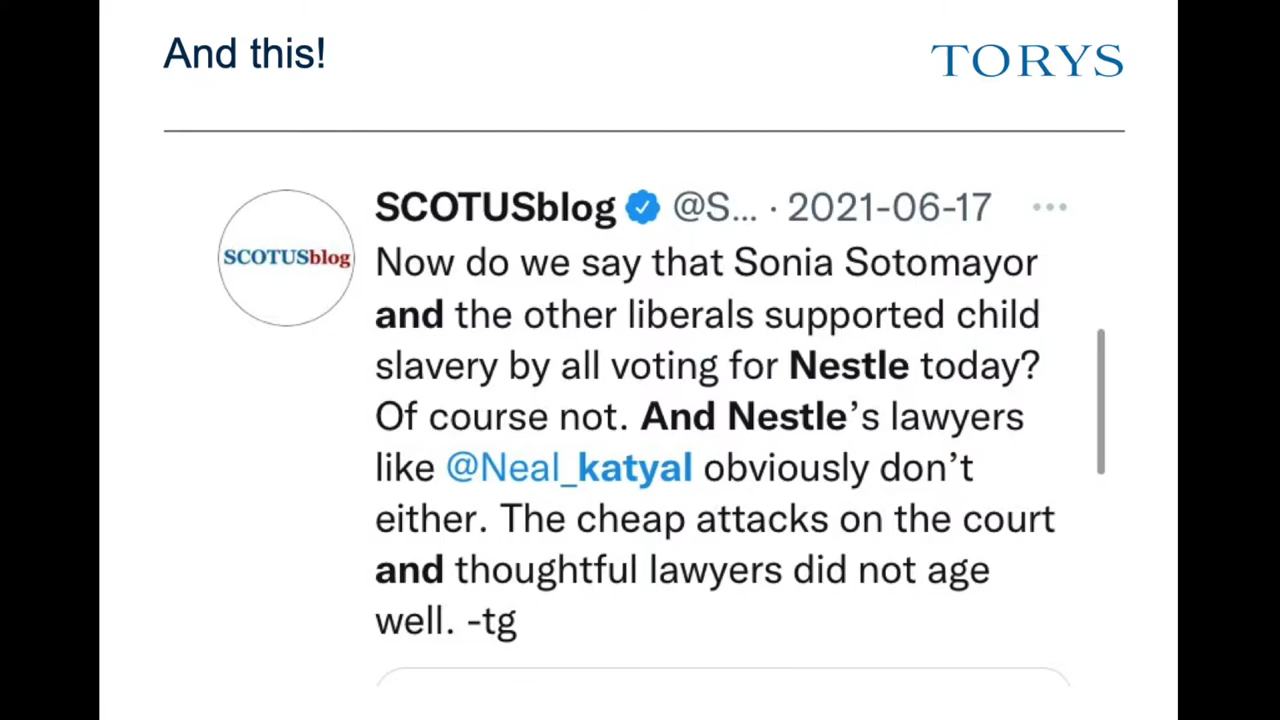 And this!
TORYS
SCOTUSblog
SCOTUSblog @S... · 2021-06-17 ...
Now do we say that Sonia Sotomayor
and the other liberals supported child
slavery by all voting for Nestle today?
Of course not. And Nestle’s lawyers
like @Neal_katyal obviously don’t
either. The cheap attacks on the court
and thoughtful lawyers did not age
well. -tg